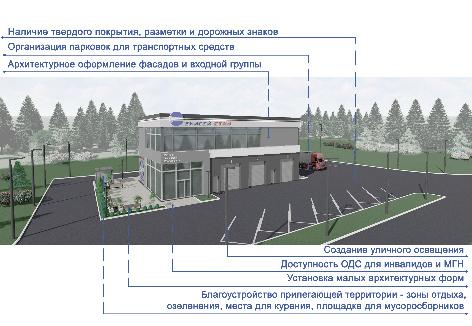 Наличие твердого покрытия, разметки и дорожных знаков
Организация парковок для транспортных средств
Архитектурное оформление фасадов и входной группы
Создание уличного освещения
Доступность ОДС для инвалидов и МГН
Установка малых архитектурных форм
Благоустройство прилегающей территории - зоны отдыха,
озеленения, места для курения, площадке для мусоросборников